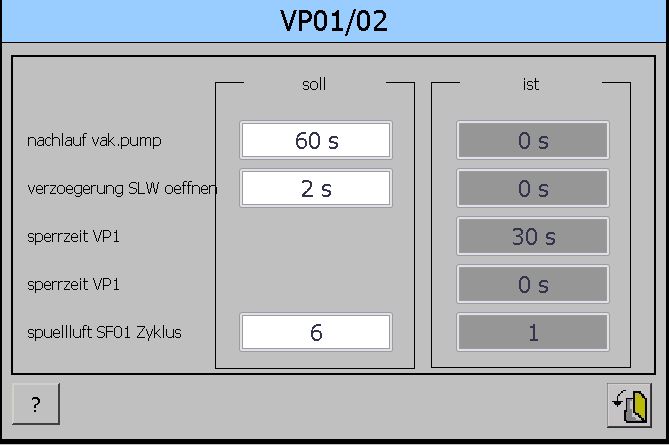 VP01/02
soll ist
nachlauf vak.pump 60 s 0 s
verzoegerung SLW oeffnen 2 s 0 s
sperrzeit VP1 30 s
sperrzeit VP1 0 s
spuellluft SF01 Zyklus 6 1
?